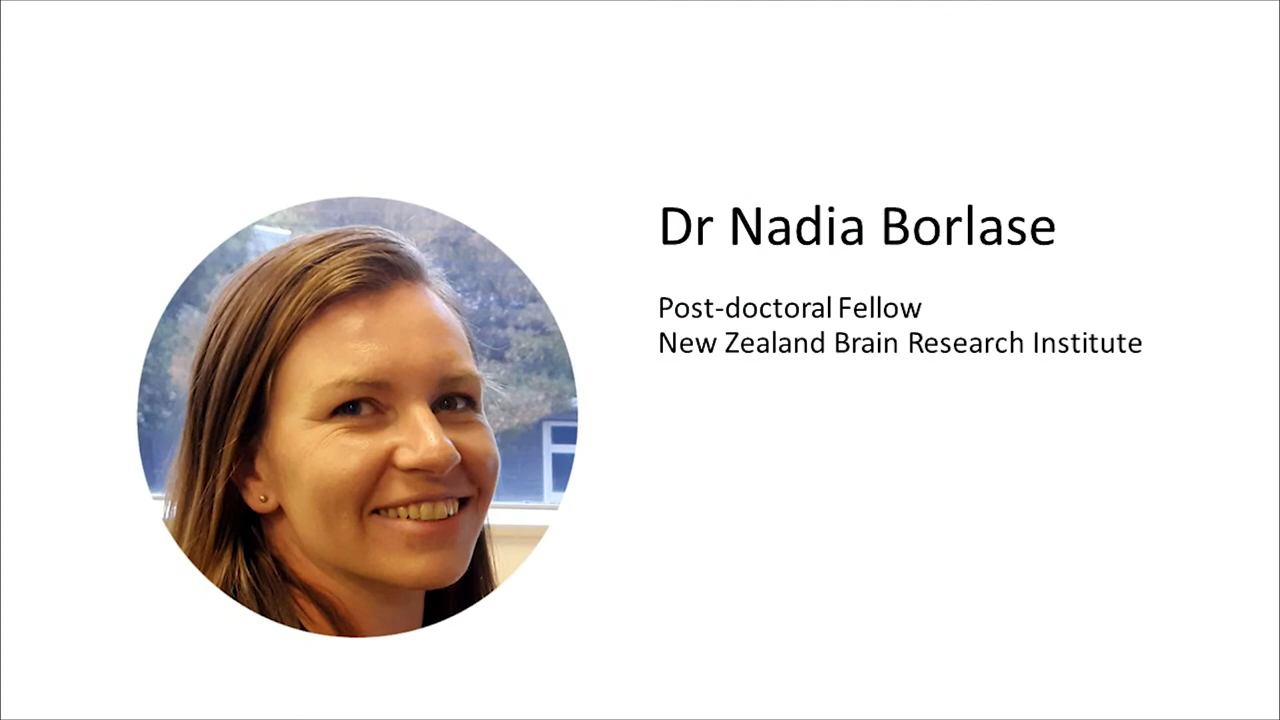 Dr Nadia Borlase
Post-doctoral Fellow
New Zealand Brain Research Institute